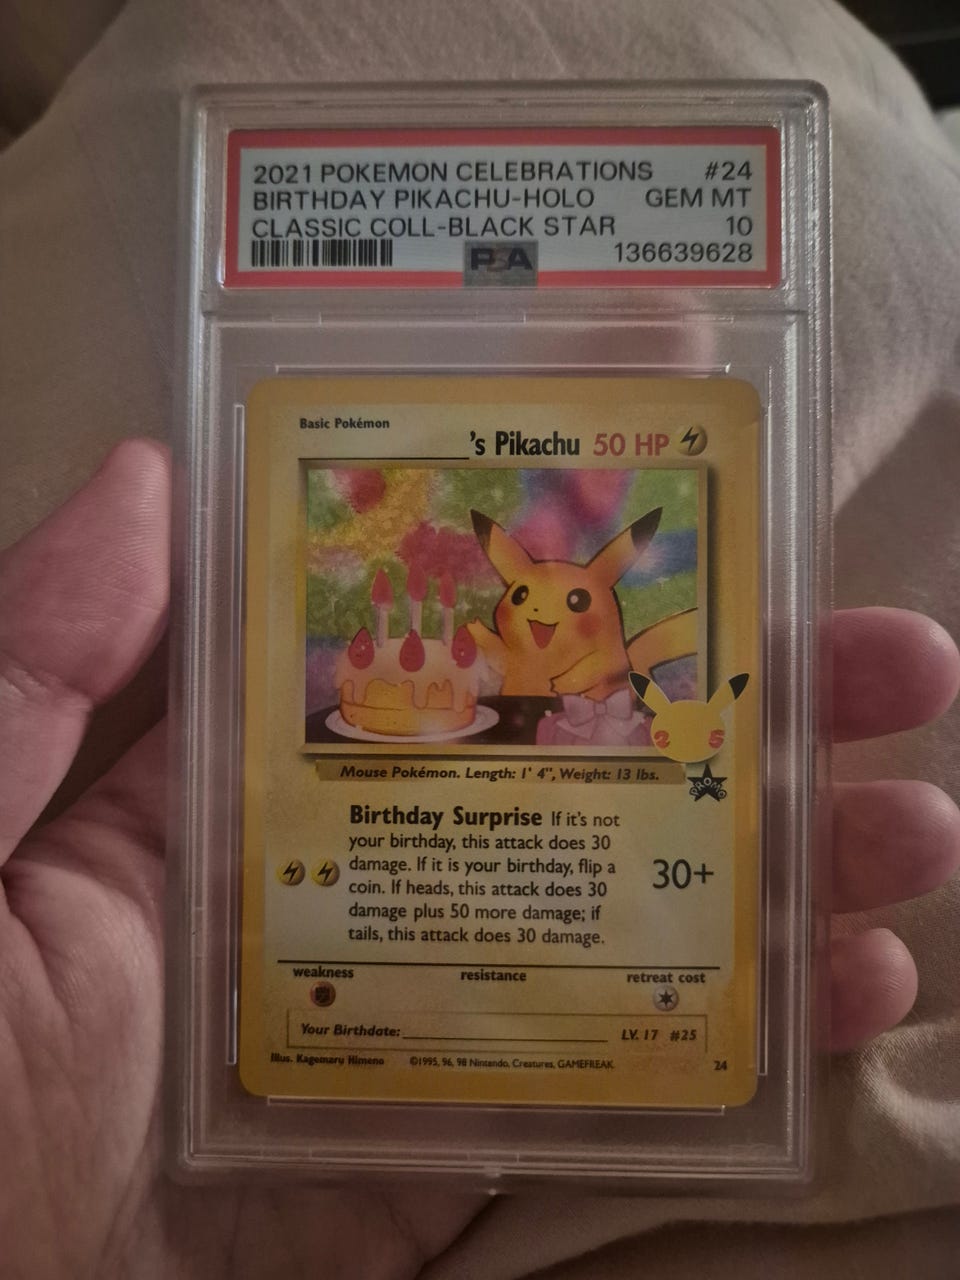 2021 POKEMON CELEBRATIONS #24
BIRTHDAY PIKACHU-HOLO GEM MT
CLASSIC COLL-BLACK STAR 10
PSA 136639628
Basic Pokémon
's Pikachu 50 HP
25
Mouse Pokémon. Length: 1' 4", Weight: 13 lbs.
PROMO
Birthday Surprise If it's not
your birthday, this attack does 30
damage. If it is your birthday, flip a
coin. If heads, this attack does 30
damage plus 50 more damage; if
tails, this attack does 30 damage.
30+
weakness resistance retreat cost
Your Birthdate: LV. 17 #25
Illus. Kagemaru Himeno ©1995, 96, 98 Nintendo, Creatures, GAMEFREAK. 24